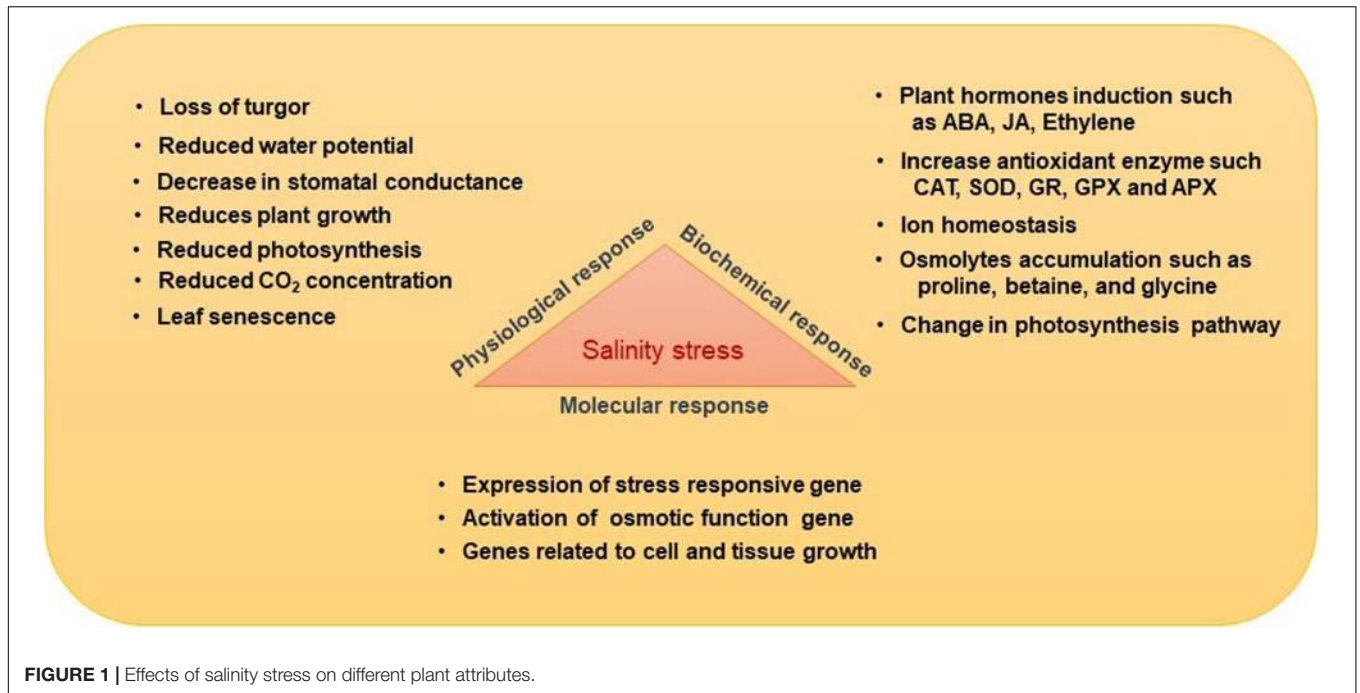 • Loss of turgor
• Reduced water potential
• Decrease in stomatal conductance
• Reduces plant growth
• Reduced photosynthesis
• Reduced CO₂ concentration
• Leaf senescence
• Plant hormones induction such
as ABA, JA, Ethylene
• Increase antioxidant enzyme such
CAT, SOD, GR, GPX and APX
• Ion homeostasis
• Osmolytes accumulation such as
proline, betaine, and glycine
• Change in photosynthesis pathway
Physiological response
Biochemical response
Salinity stress
Molecular response
• Expression of stress responsive gene
• Activation of osmotic function gene
• Genes related to cell and tissue growth
FIGURE 1 | Effects of salinity stress on different plant attributes.